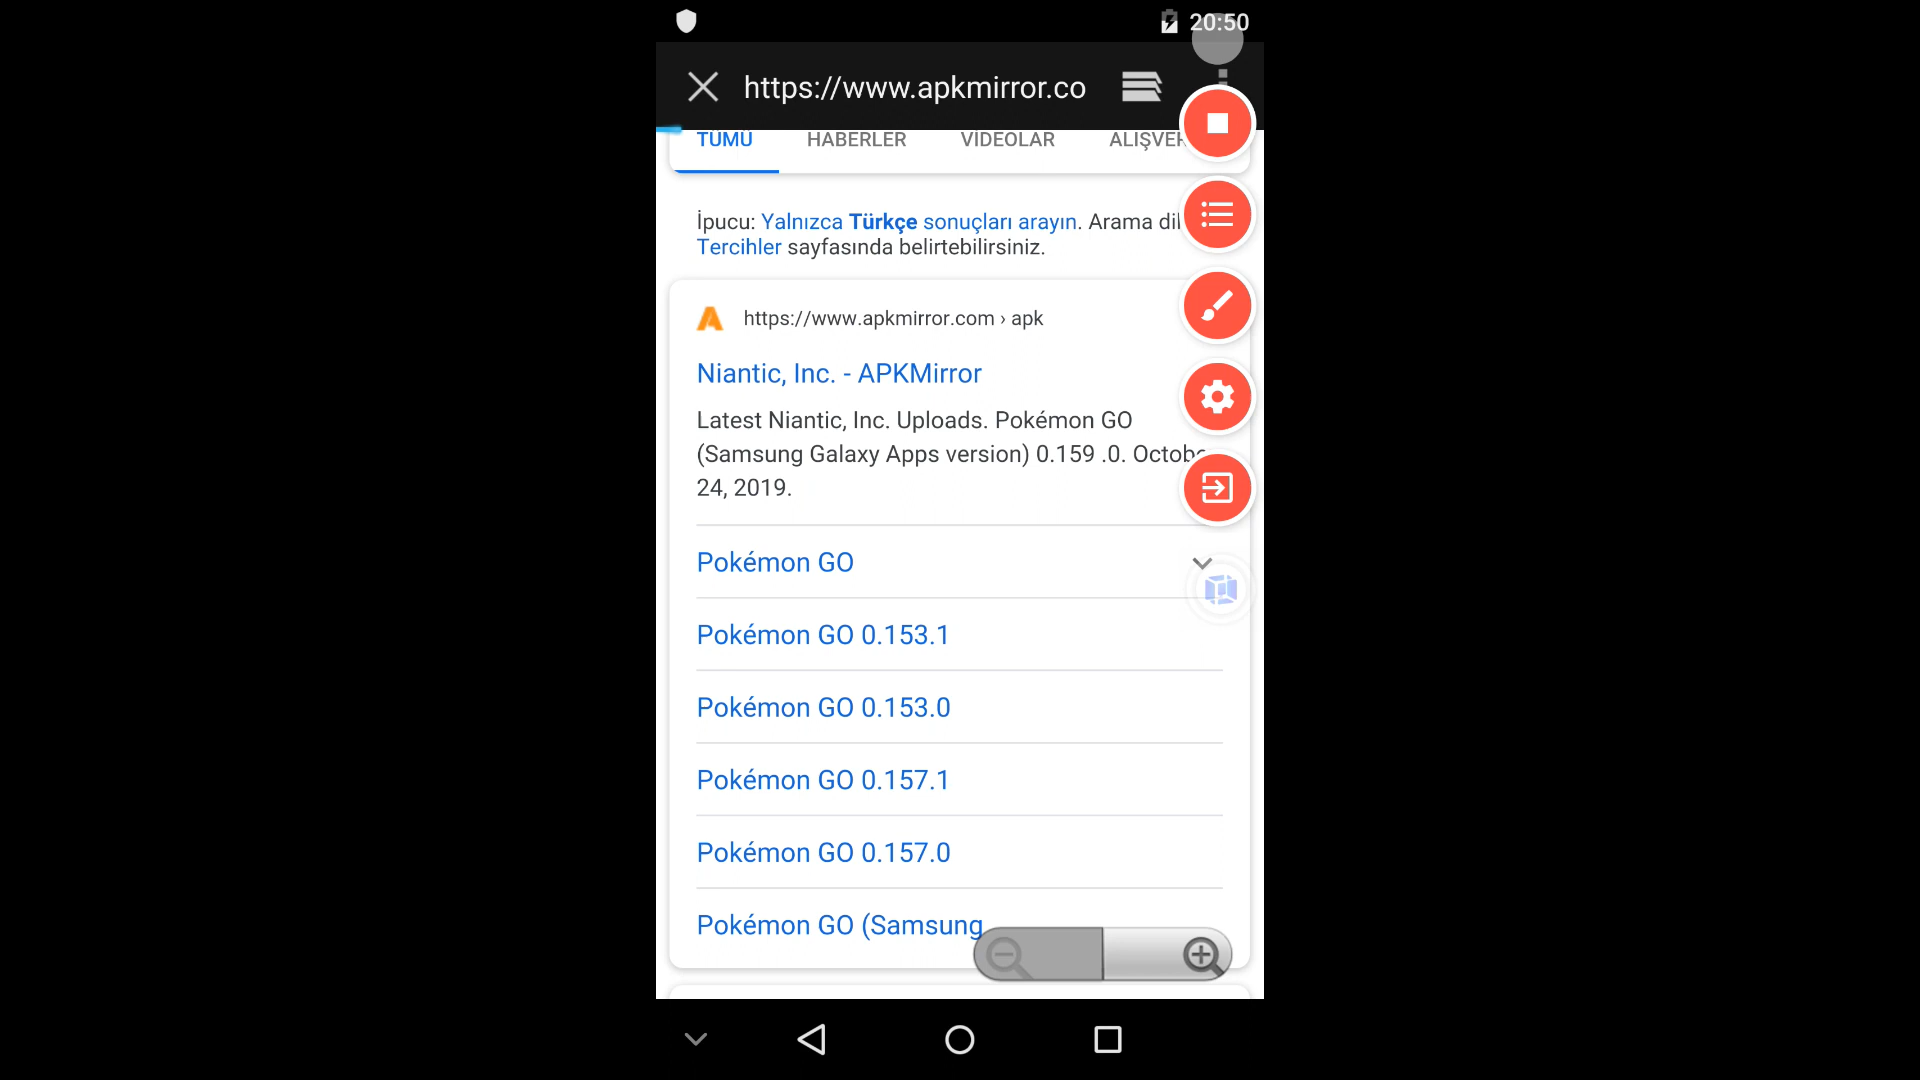 20:50
https://www.apkmirror.co
TÜMÜ HABERLER VİDEOLAR
İpucu: Yalnızca Türkçe sonuçları arayın. Arama
Tercihler sayfasında belirtebilirsiniz.
https://www.apkmirror.com › apk
Niantic, Inc. - APKMirror
Latest Niantic, Inc. Uploads. Pokémon GO
(Samsung Galaxy Apps version) 0.159 .0. October
24, 2019.
Pokémon GO
Pokémon GO 0.153.1
Pokémon GO 0.153.0
Pokémon GO 0.157.1
Pokémon GO 0.157.0
Pokémon GO (Samsung